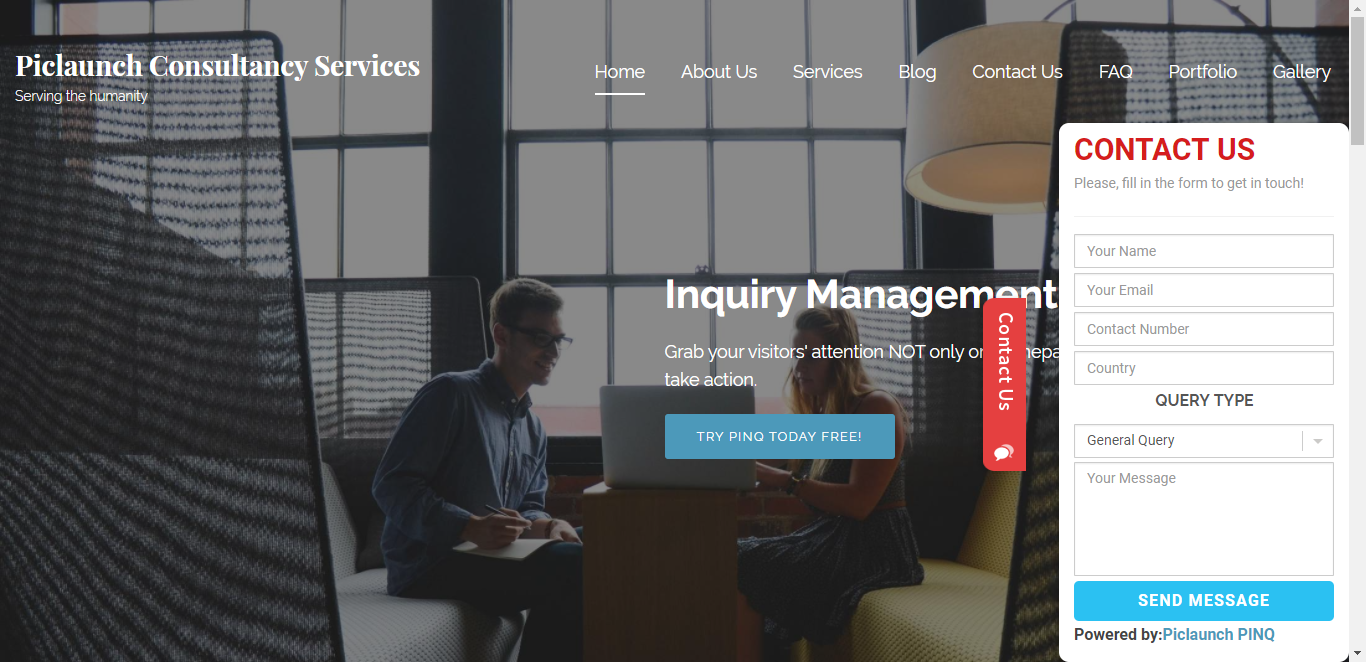 Piclaunch Consultancy Services
Serving the humanity
Home About Us Services Blog Contact Us FAQ Portfolio Gallery
Inquiry Management
Grab your visitors' attention NOT only on
take action.
TRY PINQ TODAY FREE!
Contact Us
CONTACT US
Please, fill in the form to get in touch!
Your Name
Your Email
Contact Number
Country
QUERY TYPE
General Query
Your Message
SEND MESSAGE
Powered by:Piclaunch PINQ